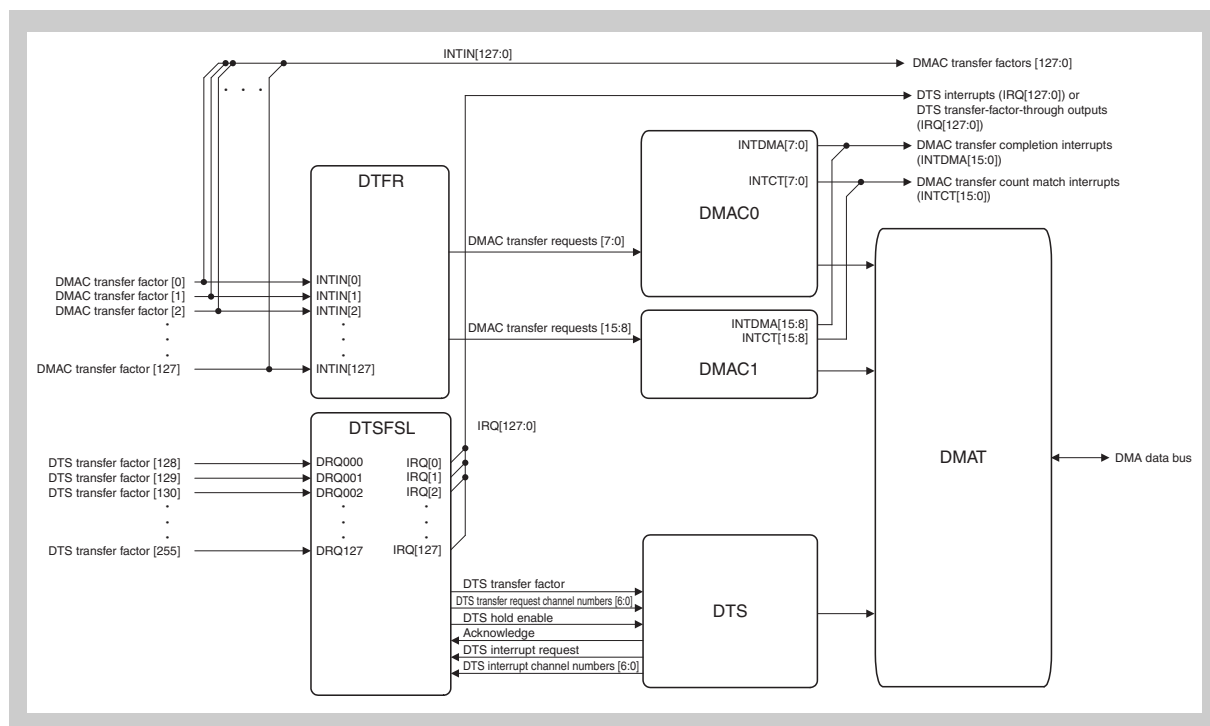 INTIN[127:0]
DMAC transfer factors [127:0]
. . .
DTS interrupts (IRQ[127:0]) or
DTS transfer-factor-through outputs
(IRQ[127:0])
INTDMA[7:0]
DMAC transfer completion interrupts
(INTDMA[15:0])
INTCT[7:0]
DMAC transfer count match interrupts
(INTCT[15:0])
DTFR
DMAC0
DMAC transfer requests [7:0]
DMAC transfer factor [0]
INTIN[0]
DMAC transfer factor [1]
INTIN[1]
DMAC transfer factor [2]
INTIN[2]
DMAC transfer requests [15:8]
INTDMA[15:8]
INTCT[15:8]
DMAC1
DMAC transfer factor [127]
INTIN[127]
DTSFSL
IRQ[127:0]
DMAT
DMA data bus
DTS transfer factor [128]
DRQ000
IRQ[0]
DTS transfer factor [129]
DRQ001
IRQ[1]
DTS transfer factor [130]
DRQ002
IRQ[2]
DTS transfer factor [255]
DRQ127
IRQ[127]
DTS transfer factor
DTS transfer request channel numbers [6:0]
DTS hold enable
Acknowledge
DTS interrupt request
DTS interrupt channel numbers [6:0]
DTS